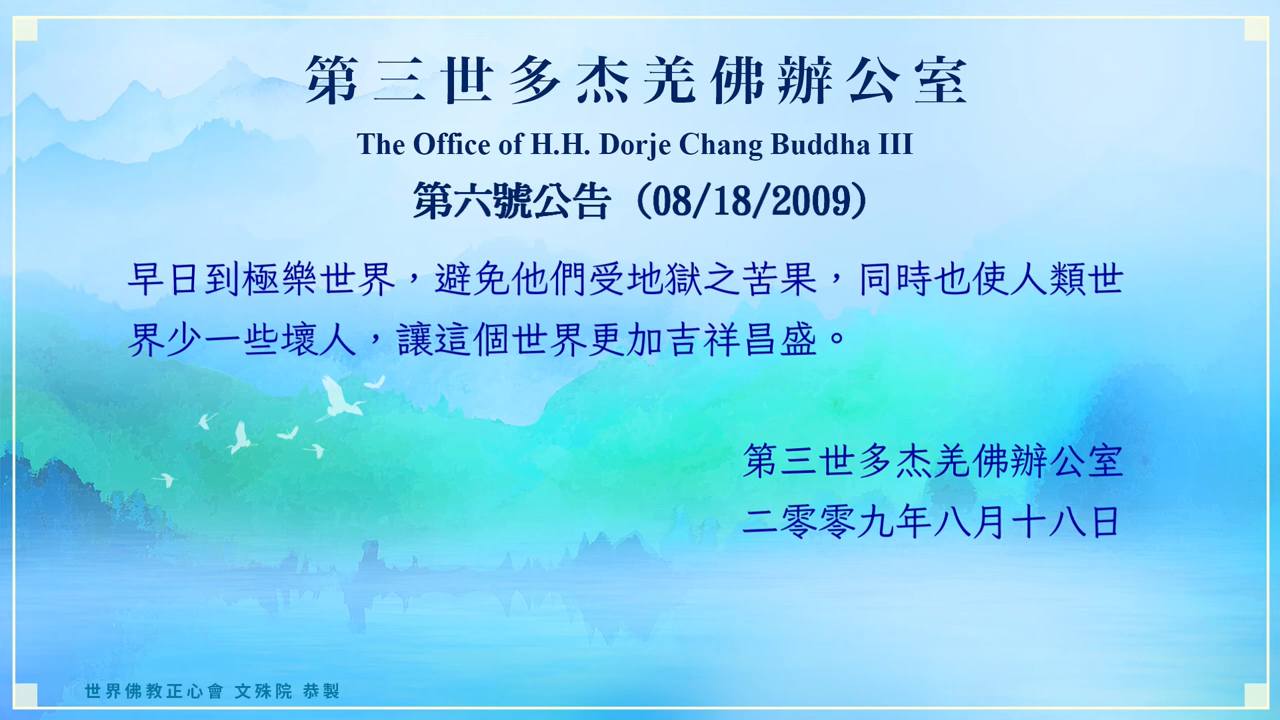 第三世多杰羌佛辦公室
The Office of H.H. Dorje Chang Buddha III
第六號公告（08/18/2009）
早日到極樂世界，避免他們受地獄之苦果，同時也使人類世
界少一些壞人，讓這個世界更加吉祥昌盛。
第三世多杰羌佛辦公室
二零零九年八月十八日
世界佛教正心會 文殊院 恭製